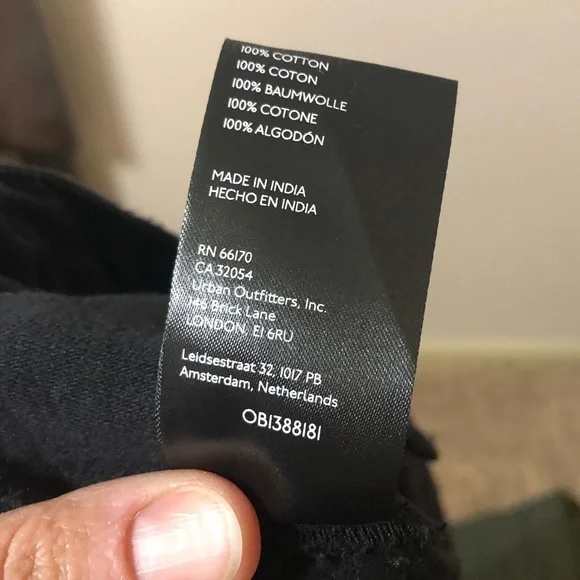 100% COTTON
100% COTON
100% BAUMWOLLE
100% COTONE
100% ALGODÓN
MADE IN INDIA
HECHO EN INDIA
RN 66170
CA 32054
Urban Outfitters, Inc.
146 Brick Lane
LONDON, E1 6RU
Leidsestraat 32, 1017 PB
Amsterdam, Netherlands
OB1388181